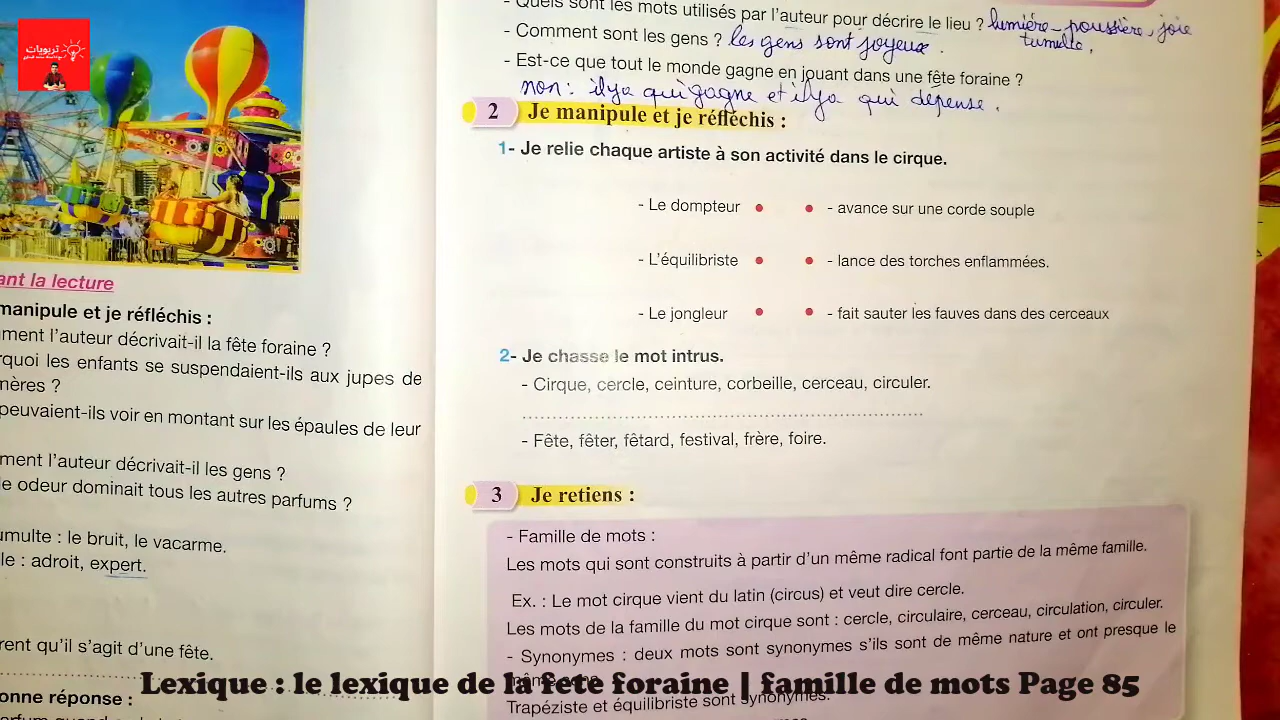 تربويات
ant la lecture
manipule et je réfléchis :
ment l'auteur décrivait-il la fête foraine ?
rquoi les enfants se suspendaient-ils aux jupes de
mères ?
peuvaient-ils voir en montant sur les épaules de leur
ment l'auteur décrivait-il les gens ?
e odeur dominait tous les autres parfums ?
umulte : le bruit, le vacarme.
le : adroit, expert.
rent qu'il s'agit d'une fête.
onne réponse :
- Quels sont les mots utilisés par l'auteur pour décrire le lieu ? lumière - poussière, joie
tumulte,
- Comment sont les gens ? les gens sont joyeux .
- Est-ce que tout le monde gagne en jouant dans une fête foraine ?
non : ilya qui gagne et ilya qui dépense .
2 Je manipule et je réfléchis :
1- Je relie chaque artiste à son activité dans le cirque.
- Le dompteur • • - avance sur une corde souple
- L'équilibriste • • - lance des torches enflammées.
- Le jongleur • • - fait sauter les fauves dans des cerceaux
2- Je chasse le mot intrus.
- Cirque, cercle, ceinture, corbeille, cerceau, circuler.
- Fête, fêter, fêtard, festival, frère, foire.
3 Je retiens :
- Famille de mots :
Les mots qui sont construits à partir d'un même radical font partie de la même famille.
Ex. : Le mot cirque vient du latin (circus) et veut dire cercle.
Les mots de la famille du mot cirque sont : cercle, circulaire, cerceau, circulation, circuler.
- Synonymes : deux mots sont synonymes s'ils sont de même nature et ont presque le
même sens.
Trapéziste et équilibriste sont synonymes.
Lexique : le lexique de la fete foraine | famille de mots Page 85